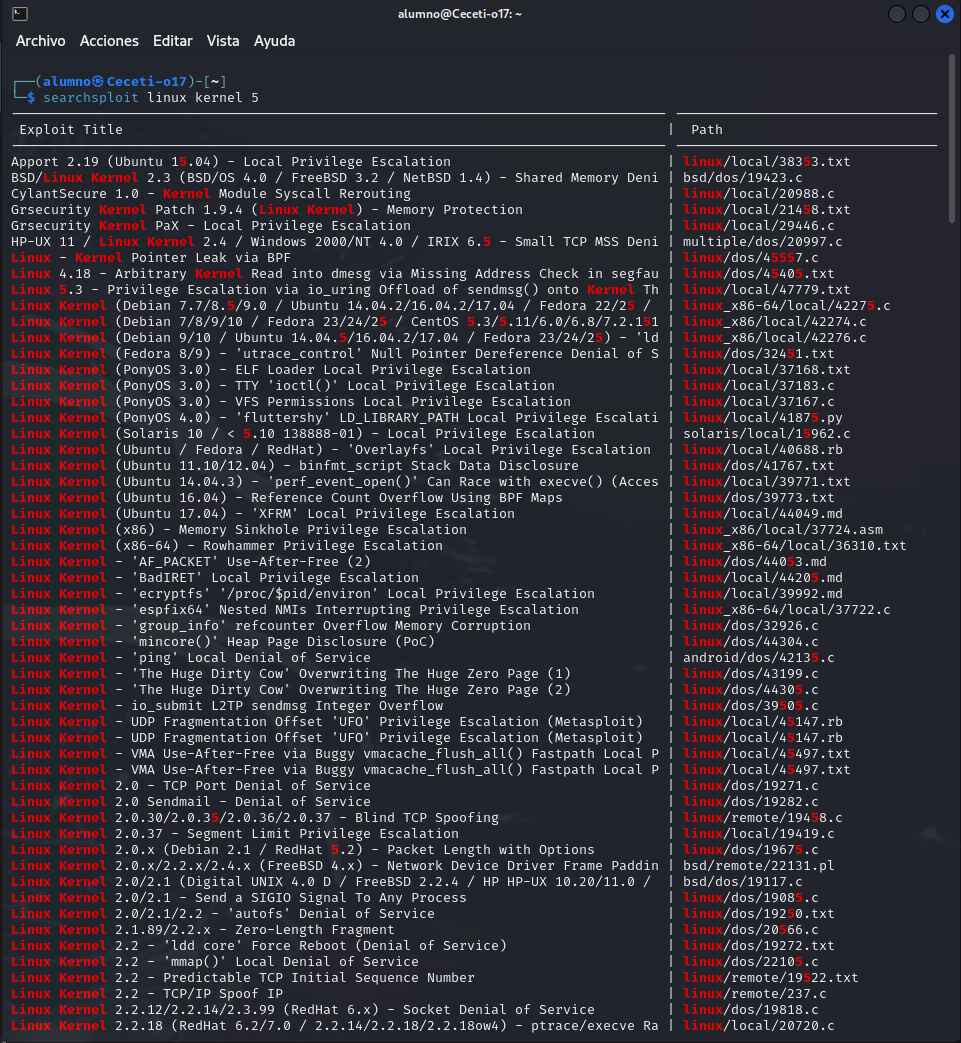 alumno@Ceceti-o17: ~
Archivo Acciones Editar Vista Ayuda
┌──(alumno㉿Ceceti-o17)-[~]
└─$ searchsploit linux kernel 5
Exploit Title | Path
Apport 2.19 (Ubuntu 15.04) - Local Privilege Escalation | linux/local/38353.txt
BSD/Linux Kernel 2.3 (BSD/OS 4.0 / FreeBSD 3.2 / NetBSD 1.4) - Shared Memory Deni | bsd/dos/19423.c
CylantSecure 1.0 - Kernel Module Syscall Rerouting | linux/local/20988.c
Grsecurity Kernel Patch 1.9.4 (Linux Kernel) - Memory Protection | linux/local/21458.txt
Grsecurity Kernel PaX - Local Privilege Escalation | linux/local/29446.c
HP-UX 11 / Linux Kernel 2.4 / Windows 2000/NT 4.0 / IRIX 6.5 - Small TCP MSS Deni | multiple/dos/20997.c
Linux - Kernel Pointer Leak via BPF | linux/dos/45557.c
Linux 4.18 - Arbitrary Kernel Read into dmesg via Missing Address Check in segfau | linux/dos/45405.txt
Linux 5.3 - Privilege Escalation via io_uring Offload of sendmsg() onto Kernel Th | linux/local/47779.txt
Linux Kernel (Debian 7.7/8.5/9.0 / Ubuntu 14.04.2/16.04.2/17.04 / Fedora 22/25 / | linux_x86-64/local/42275.c
Linux Kernel (Debian 7/8/9/10 / Fedora 23/24/25 / CentOS 5.3/5.11/6.0/6.8/7.2.151 | linux_x86/local/42274.c
Linux Kernel (Debian 9/10 / Ubuntu 14.04.5/16.04.2/17.04 / Fedora 23/24/25) - 'ld | linux_x86/local/42276.c
Linux Kernel (Fedora 8/9) - 'utrace_control' Null Pointer Dereference Denial of S | linux/dos/32451.txt
Linux Kernel (PonyOS 3.0) - ELF Loader Local Privilege Escalation | linux/local/37168.txt
Linux Kernel (PonyOS 3.0) - TTY 'ioctl()' Local Privilege Escalation | linux/local/37183.c
Linux Kernel (PonyOS 3.0) - VFS Permissions Local Privilege Escalation | linux/local/37167.c
Linux Kernel (PonyOS 4.0) - 'fluttershy' LD_LIBRARY_PATH Local Privilege Escalati | linux/local/41875.py
Linux Kernel (Solaris 10 / < 5.10 138888-01) - Local Privilege Escalation | solaris/local/15962.c
Linux Kernel (Ubuntu / Fedora / RedHat) - 'Overlayfs' Local Privilege Escalation | linux/local/40688.rb
Linux Kernel (Ubuntu 11.10/12.04) - binfmt_script Stack Data Disclosure | linux/dos/41767.txt
Linux Kernel (Ubuntu 14.04.3) - 'perf_event_open()' Can Race with execve() (Acces | linux/local/39771.txt
Linux Kernel (Ubuntu 16.04) - Reference Count Overflow Using BPF Maps | linux/dos/39773.txt
Linux Kernel (Ubuntu 17.04) - 'XFRM' Local Privilege Escalation | linux/local/44049.md
Linux Kernel (x86) - Memory Sinkhole Privilege Escalation | linux_x86/local/37724.asm
Linux Kernel (x86-64) - Rowhammer Privilege Escalation | linux_x86-64/local/36310.txt
Linux Kernel - 'AF_PACKET' Use-After-Free (2) | linux/dos/44053.md
Linux Kernel - 'BadIRET' Local Privilege Escalation | linux/local/44205.md
Linux Kernel - 'ecryptfs' '/proc/$pid/environ' Local Privilege Escalation | linux/local/39992.md
Linux Kernel - 'espfix64' Nested NMIs Interrupting Privilege Escalation | linux_x86-64/local/37722.c
Linux Kernel - 'group_info' refcounter Overflow Memory Corruption | linux/dos/32926.c
Linux Kernel - 'mincore()' Heap Page Disclosure (PoC) | linux/dos/44304.c
Linux Kernel - 'ping' Local Denial of Service | android/dos/42135.c
Linux Kernel - 'The Huge Dirty Cow' Overwriting The Huge Zero Page (1) | linux/dos/43199.c
Linux Kernel - 'The Huge Dirty Cow' Overwriting The Huge Zero Page (2) | linux/dos/44305.c
Linux Kernel - io_submit L2TP sendmsg Integer Overflow | linux/dos/39505.c
Linux Kernel - UDP Fragmentation Offset 'UFO' Privilege Escalation (Metasploit) | linux/local/45147.rb
Linux Kernel - UDP Fragmentation Offset 'UFO' Privilege Escalation (Metasploit) | linux/local/45147.rb
Linux Kernel - VMA Use-After-Free via Buggy vmacache_flush_all() Fastpath Local P | linux/local/45497.txt
Linux Kernel - VMA Use-After-Free via Buggy vmacache_flush_all() Fastpath Local P | linux/local/45497.txt
Linux Kernel 2.0 - TCP Port Denial of Service | linux/dos/19271.c
Linux Kernel 2.0 Sendmail - Denial of Service | linux/dos/19282.c
Linux Kernel 2.0.30/2.0.35/2.0.36/2.0.37 - Blind TCP Spoofing | linux/remote/19458.c
Linux Kernel 2.0.37 - Segment Limit Privilege Escalation | linux/local/19419.c
Linux Kernel 2.0.x (Debian 2.1 / RedHat 5.2) - Packet Length with Options | linux/dos/19675.c
Linux Kernel 2.0.x/2.2.x/2.4.x (FreeBSD 4.x) - Network Device Driver Frame Paddin | bsd/remote/22131.pl
Linux Kernel 2.0/2.1 (Digital UNIX 4.0 D / FreeBSD 2.2.4 / HP HP-UX 10.20/11.0 / | bsd/dos/19117.c
Linux Kernel 2.0/2.1 - Send a SIGIO Signal To Any Process | linux/dos/19085.c
Linux Kernel 2.0/2.1/2.2 - 'autofs' Denial of Service | linux/dos/19250.txt
Linux Kernel 2.1.89/2.2.x - Zero-Length Fragment | linux/dos/20566.c
Linux Kernel 2.2 - 'ldd core' Force Reboot (Denial of Service) | linux/dos/19272.txt
Linux Kernel 2.2 - 'mmap()' Local Denial of Service | linux/dos/22105.c
Linux Kernel 2.2 - Predictable TCP Initial Sequence Number | linux/remote/19522.txt
Linux Kernel 2.2 - TCP/IP Spoof IP | linux/remote/237.c
Linux Kernel 2.2.12/2.2.14/2.3.99 (RedHat 6.x) - Socket Denial of Service | linux/dos/19818.c
Linux Kernel 2.2.18 (RedHat 6.2/7.0 / 2.2.14/2.2.18/2.2.18ow4) - ptrace/execve Ra | linux/local/20720.c